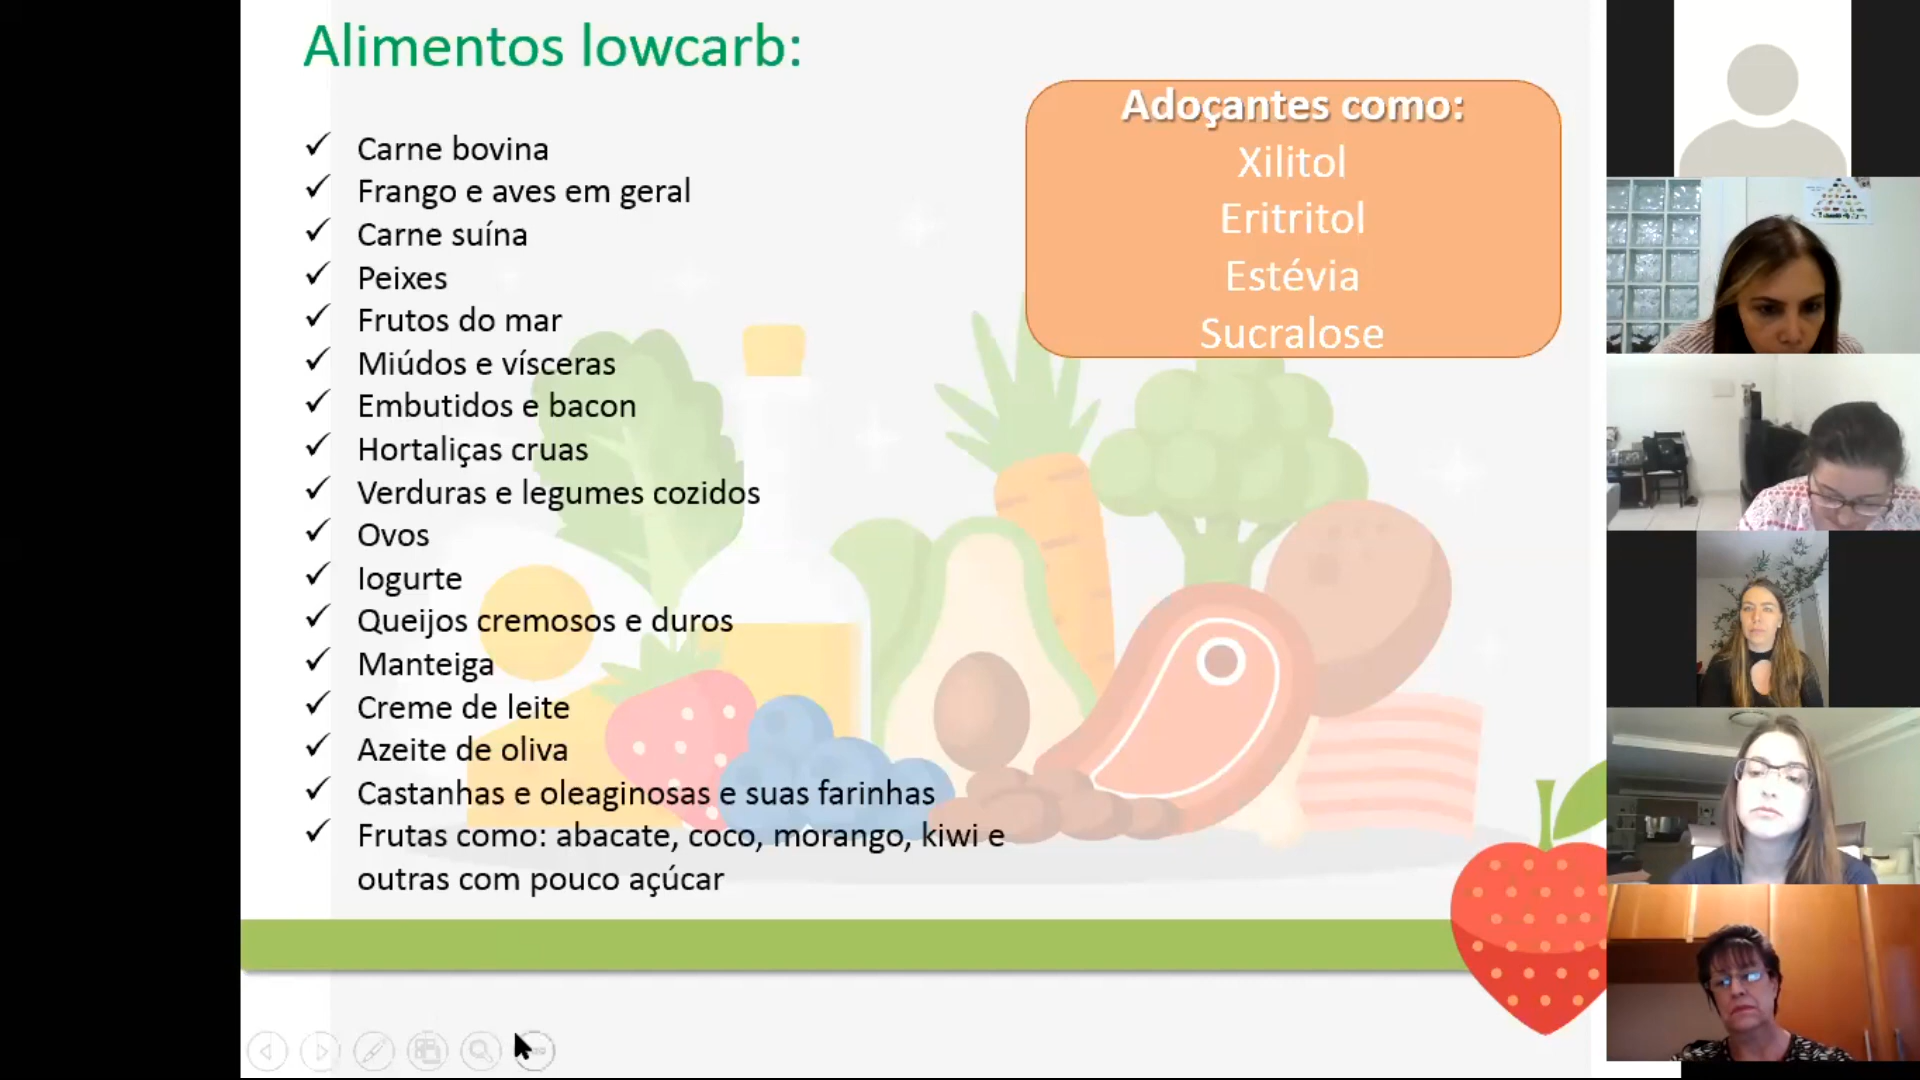 Alimentos lowcarb:
Carne bovina
Frango e aves em geral
Carne suína
Peixes
Frutos do mar
Miúdos e vísceras
Embutidos e bacon
Hortaliças cruas
Verduras e legumes cozidos
Ovos
Iogurte
Queijos cremosos e duros
Manteiga
Creme de leite
Azeite de oliva
Castanhas e oleaginosas e suas farinhas
Frutas como: abacate, coco, morango, kiwi e
outras com pouco açúcar
Adoçantes como:
Xilitol
Eritritol
Estévia
Sucralose